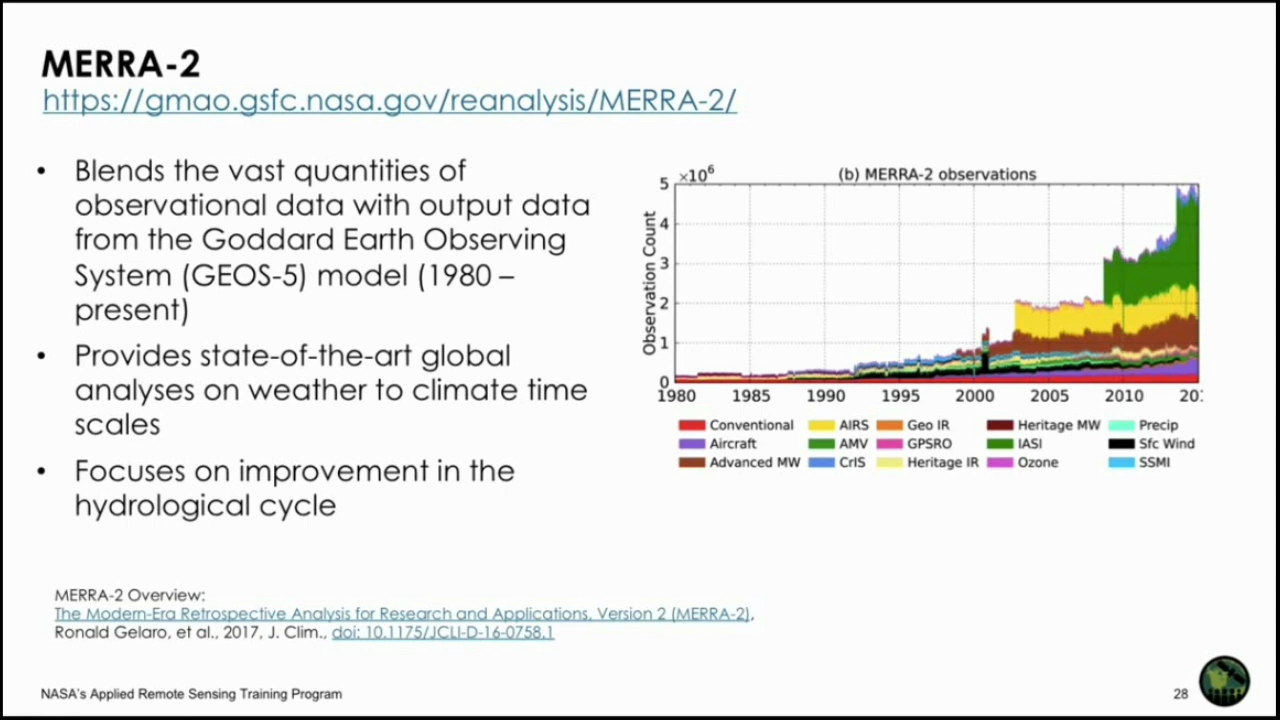 MERRA-2
https://gmao.gsfc.nasa.gov/reanalysis/MERRA-2/
• Blends the vast quantities of
observational data with output data
from the Goddard Earth Observing
System (GEOS-5) model (1980 –
present)
• Provides state-of-the-art global
analyses on weather to climate time
scales
• Focuses on improvement in the
hydrological cycle
×10⁶
(b) MERRA-2 observations
Observation Count
5
4
3
2
1
0
1980 1985 1990 1995 2000 2005 2010 201
Conventional AIRS Geo IR Heritage MW Precip
Aircraft AMV GPSRO IASI Sfc Wind
Advanced MW CrIS Heritage IR Ozone SSMI
MERRA-2 Overview:
The Modern-Era Retrospective Analysis for Research and Applications, Version 2 (MERRA-2),
Ronald Gelaro, et al., 2017, J. Clim., doi: 10.1175/JCLI-D-16-0758.1
NASA's Applied Remote Sensing Training Program
28